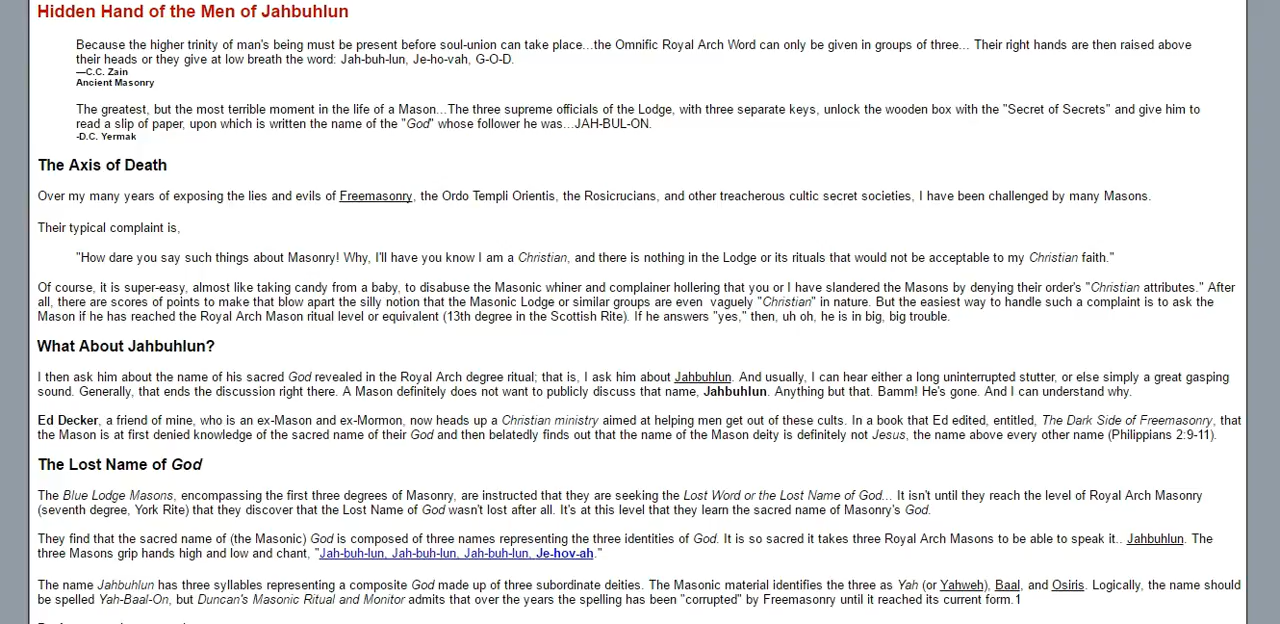 Hidden Hand of the Men of Jahbuhlun
Because the higher trinity of man's being must be present before soul-union can take place...the Omnific Royal Arch Word can only be given in groups of three... Their right hands are then raised above
their heads or they give at low breath the word: Jah-buh-lun, Je-ho-vah, G-O-D.
—C.C. Zain
Ancient Masonry
The greatest, but the most terrible moment in the life of a Mason...The three supreme officials of the Lodge, with three separate keys, unlock the wooden box with the "Secret of Secrets" and give him to
read a slip of paper, upon which is written the name of the "God" whose follower he was...JAH-BUL-ON.
-D.C. Yermak
The Axis of Death
Over my many years of exposing the lies and evils of Freemasonry, the Ordo Templi Orientis, the Rosicrucians, and other treacherous cultic secret societies, I have been challenged by many Masons.
Their typical complaint is,
"How dare you say such things about Masonry! Why, I'll have you know I am a Christian, and there is nothing in the Lodge or its rituals that would not be acceptable to my Christian faith."
Of course, it is super-easy, almost like taking candy from a baby, to disabuse the Masonic whiner and complainer hollering that you or I have slandered the Masons by denying their order's "Christian attributes." After
all, there are scores of points to make that blow apart the silly notion that the Masonic Lodge or similar groups are even vaguely "Christian" in nature. But the easiest way to handle such a complaint is to ask the
Mason if he has reached the Royal Arch Mason ritual level or equivalent (13th degree in the Scottish Rite). If he answers "yes," then, uh oh, he is in big, big trouble.
What About Jahbuhlun?
I then ask him about the name of his sacred God revealed in the Royal Arch degree ritual; that is, I ask him about Jahbuhlun. And usually, I can hear either a long uninterrupted stutter, or else simply a great gasping
sound. Generally, that ends the discussion right there. A Mason definitely does not want to publicly discuss that name, Jahbuhlun. Anything but that. Bamm! He's gone. And I can understand why.
Ed Decker, a friend of mine, who is an ex-Mason and ex-Mormon, now heads up a Christian ministry aimed at helping men get out of these cults. In a book that Ed edited, entitled, The Dark Side of Freemasonry, that
the Mason is at first denied knowledge of the sacred name of their God and then belatedly finds out that the name of the Mason deity is definitely not Jesus, the name above every other name (Philippians 2:9-11).
The Lost Name of God
The Blue Lodge Masons, encompassing the first three degrees of Masonry, are instructed that they are seeking the Lost Word or the Lost Name of God... It isn't until they reach the level of Royal Arch Masonry
(seventh degree, York Rite) that they discover that the Lost Name of God wasn't lost after all. It's at this level that they learn the sacred name of Masonry's God.
They find that the sacred name of (the Masonic) God is composed of three names representing the three identities of God. It is so sacred it takes three Royal Arch Masons to be able to speak it.. Jahbuhlun. The
three Masons grip hands high and low and chant, "Jah-buh-lun, Jah-buh-lun, Jah-buh-lun, Je-hov-ah."
The name Jahbuhlun has three syllables representing a composite God made up of three subordinate deities. The Masonic material identifies the three as Yah (or Yahweh), Baal, and Osiris. Logically, the name should
be spelled Yah-Baal-On, but Duncan's Masonic Ritual and Monitor admits that over the years the spelling has been "corrupted" by Freemasonry until it reached its current form.1